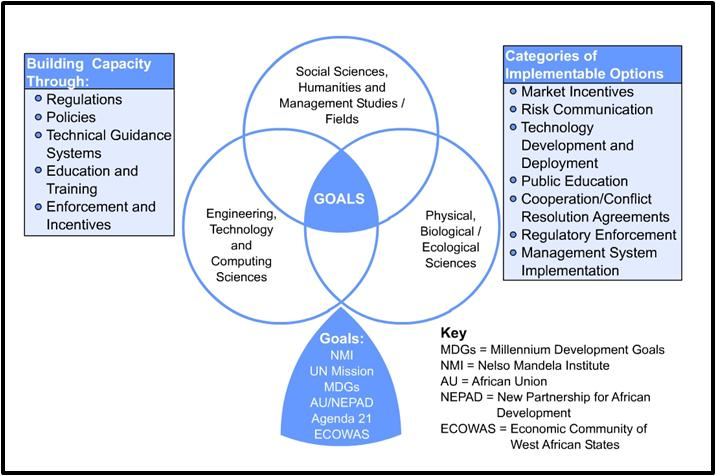 Building Capacity
Through:
Regulations
Policies
Technical Guidance
Systems
Education and
Training
Enforcement and
Incentives
Social Sciences,
Humanities and
Management Studies /
Fields
GOALS
Engineering,
Technology
and
Computing
Sciences
Physical,
Biological /
Ecological
Sciences
Categories of
Implementable Options
Market Incentives
Risk Communication
Technology
Development and
Deployment
Public Education
Cooperation/Conflict
Resolution Agreements
Regulatory Enforcement
Management System
Implementation
Goals:
NMI
UN Mission
MDGs
AU/NEPAD
Agenda 21
ECOWAS
Key
MDGs = Millennium Development Goals
NMI = Nelso Mandela Institute
AU = African Union
NEPAD = New Partnership for African
Development
ECOWAS = Economic Community of
West African States